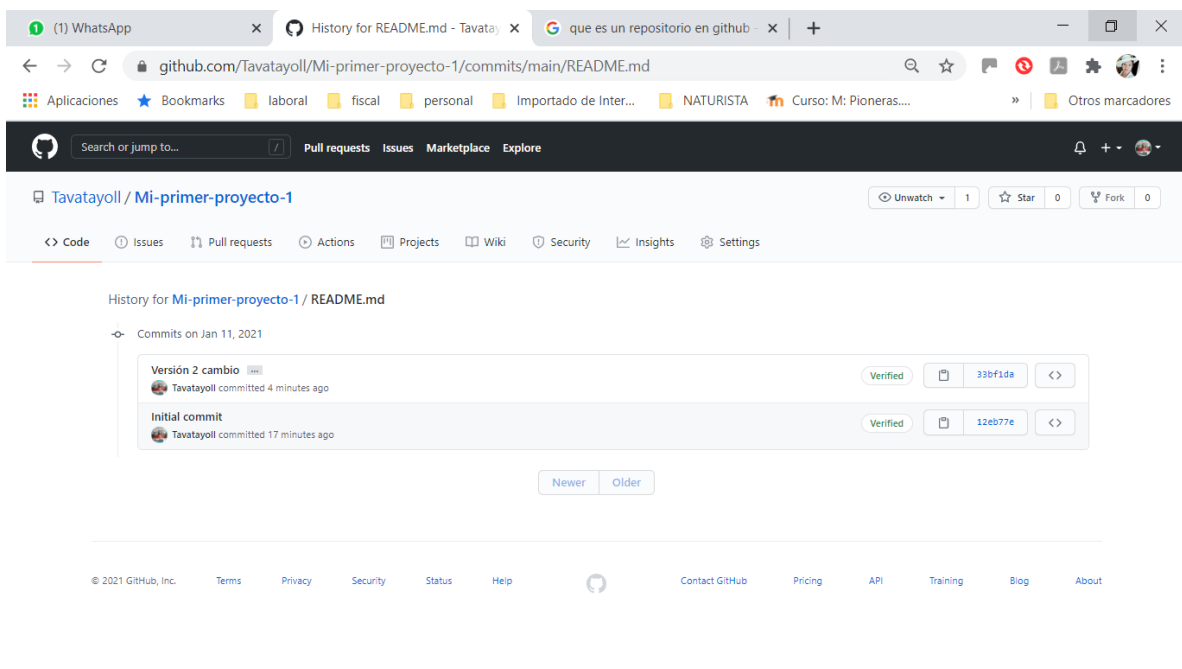 (1) WhatsApp
History for README.md - Tavatay
que es un repositorio en github -
github.com/Tavatayoll/Mi-primer-proyecto-1/commits/main/README.md
Aplicaciones Bookmarks laboral fiscal personal Importado de Inter... NATURISTA Curso: M: Pioneras.... » Otros marcadores
Search or jump to... / Pull requests Issues Marketplace Explore
Tavatayoll / Mi-primer-proyecto-1 Unwatch 1 Star 0 Fork 0
Code Issues Pull requests Actions Projects Wiki Security Insights Settings
History for Mi-primer-proyecto-1 / README.md
Commits on Jan 11, 2021
Versión 2 cambio ...
Tavatayoll committed 4 minutes ago
Verified 33bf1da
Initial commit
Tavatayoll committed 17 minutes ago
Verified 12eb77e
Newer Older
© 2021 GitHub, Inc. Terms Privacy Security Status Help Contact GitHub Pricing API Training Blog About